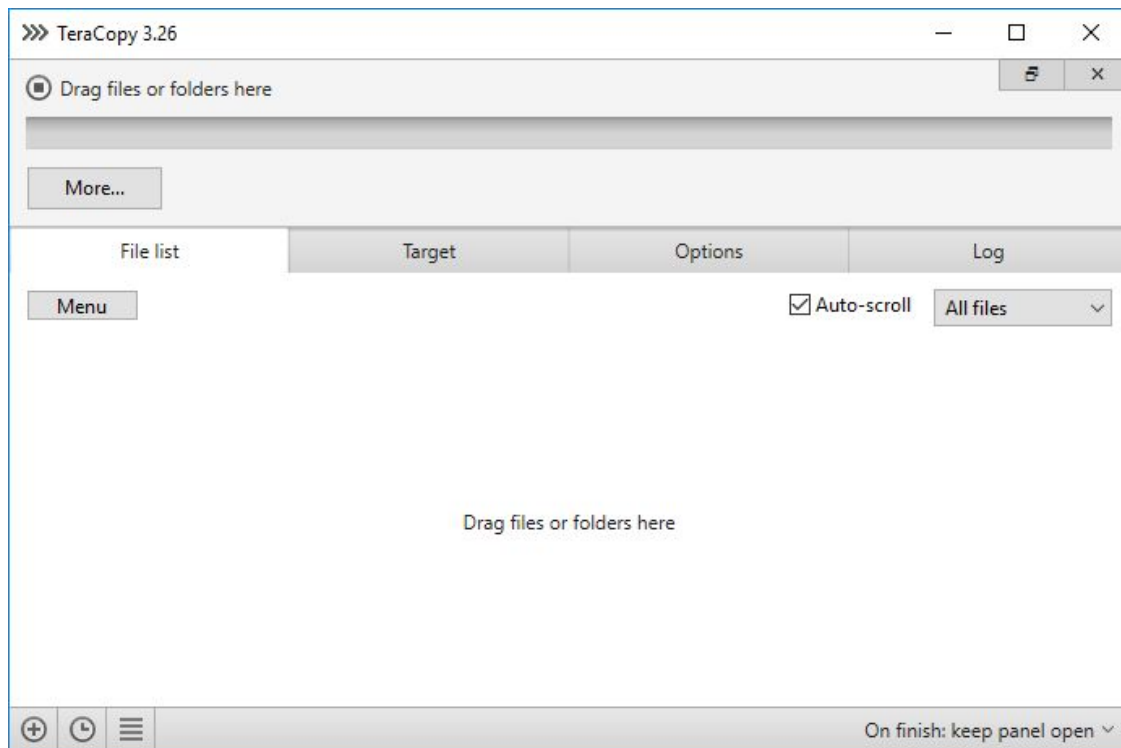 TeraCopy 3.26
Drag files or folders here
More...
File list Target Options Log
Menu Auto-scroll All files
Drag files or folders here
On finish: keep panel open